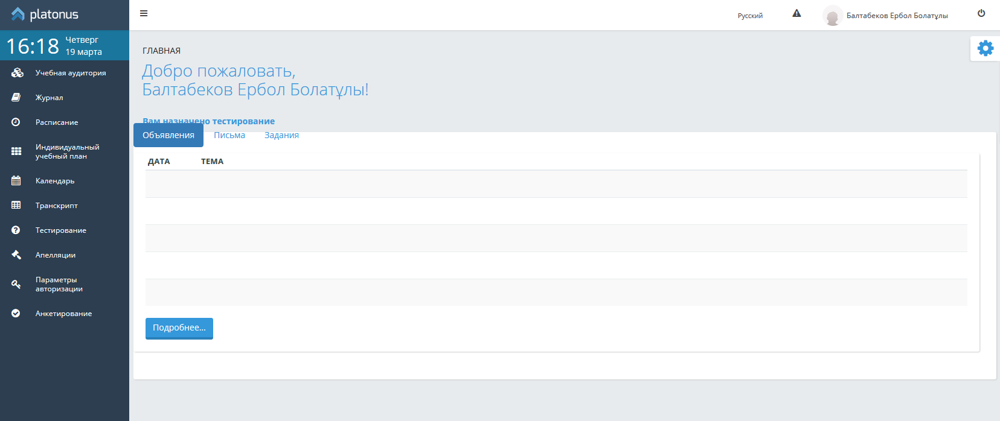 platonus
Русский
Балтабеков Ербол Болатұлы
16:18
Четверг
19 марта
Учебная аудитория
Журнал
Расписание
Индивидуальный
учебный план
Календарь
Транскрипт
Тестирование
Апелляции
Параметры
авторизации
Анкетирование
ГЛАВНАЯ
Добро пожаловать,
Балтабеков Ербол Болатұлы!
Вам назначено тестирование
Объявления Письма Задания
ДАТА ТЕМА
Подробнее...